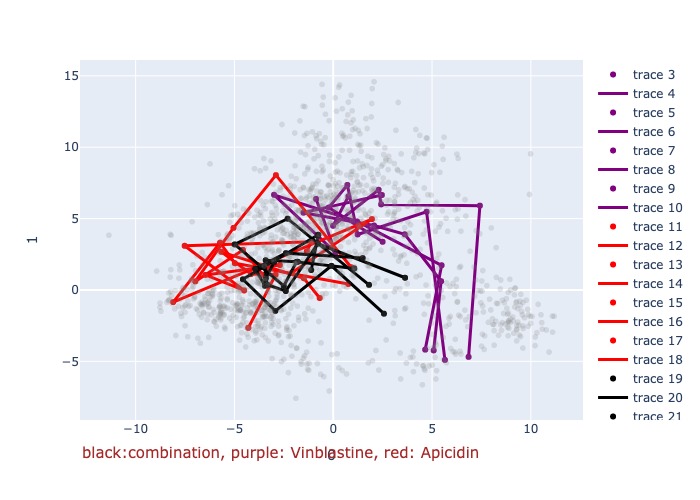 15
10
5
0
−5
−10
−5
0
5
10
1
0
black:combination, purple: Vinblastine, red: Apicidin
trace 3
trace 4
trace 5
trace 6
trace 7
trace 8
trace 9
trace 10
trace 11
trace 12
trace 13
trace 14
trace 15
trace 16
trace 17
trace 18
trace 19
trace 20
trace 21